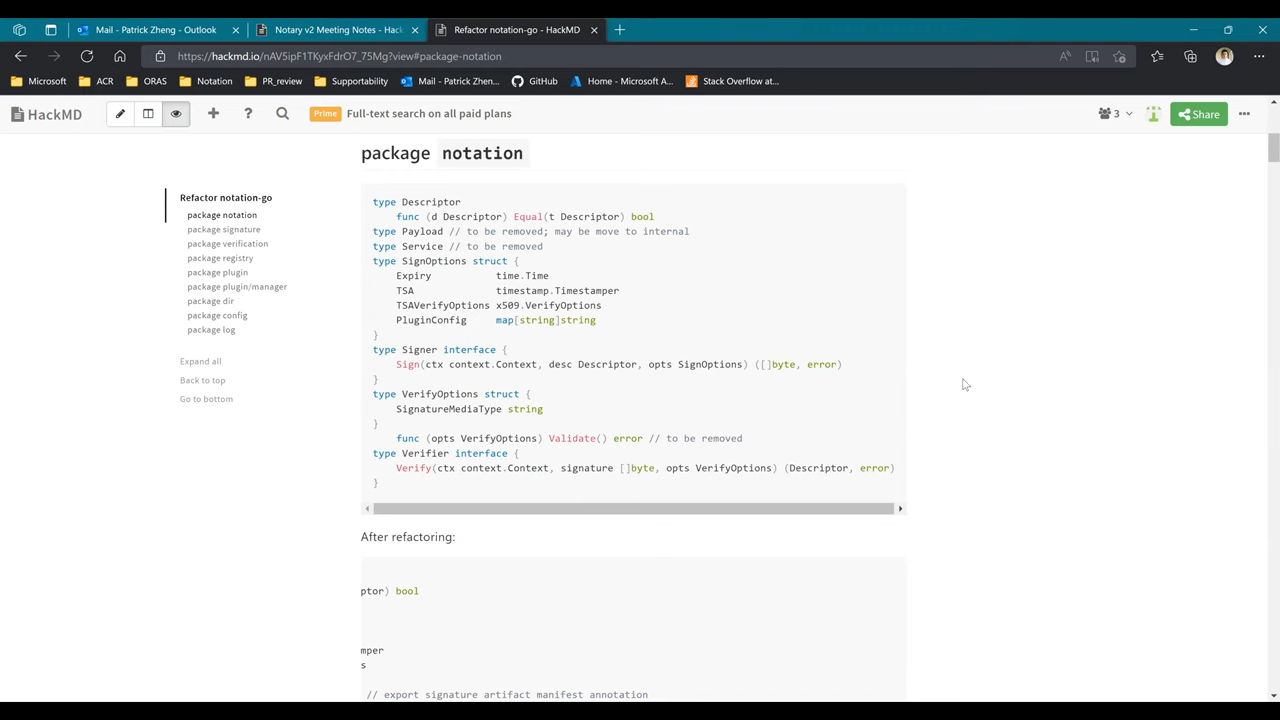 Mail - Patrick Zheng - Outlook
Notary v2 Meeting Notes - Hack
Refactor notation-go - HackMD
https://hackmd.io/nAV5ipF1TKyxFdrO7_75Mg?view#package-notation
Microsoft
ACR
ORAS
Notation
PR_review
Supportability
Mail - Patrick Zhen...
GitHub
Home - Microsoft A...
Stack Overflow at...
HackMD
Prime
Full-text search on all paid plans
3
Share
package notation
Refactor notation-go
package notation
package signature
package verification
package registry
package plugin
package plugin/manager
package dir
package config
package log
Expand all
Back to top
Go to bottom
type Descriptor
func (d Descriptor) Equal(t Descriptor) bool
type Payload // to be removed; may be move to internal
type Service // to be removed
type SignOptions struct {
Expiry time.Time
TSA timestamp.Timestamper
TSAVerifyOptions x509.VerifyOptions
PluginConfig map[string]string
}
type Signer interface {
Sign(ctx context.Context, desc Descriptor, opts SignOptions) ([]byte, error)
}
type VerifyOptions struct {
SignatureMediaType string
}
func (opts VerifyOptions) Validate() error // to be removed
type Verifier interface {
Verify(ctx context.Context, signature []byte, opts VerifyOptions) (Descriptor, error)
}
After refactoring:
ptor) bool
mper
s
// export signature artifact manifest annotation